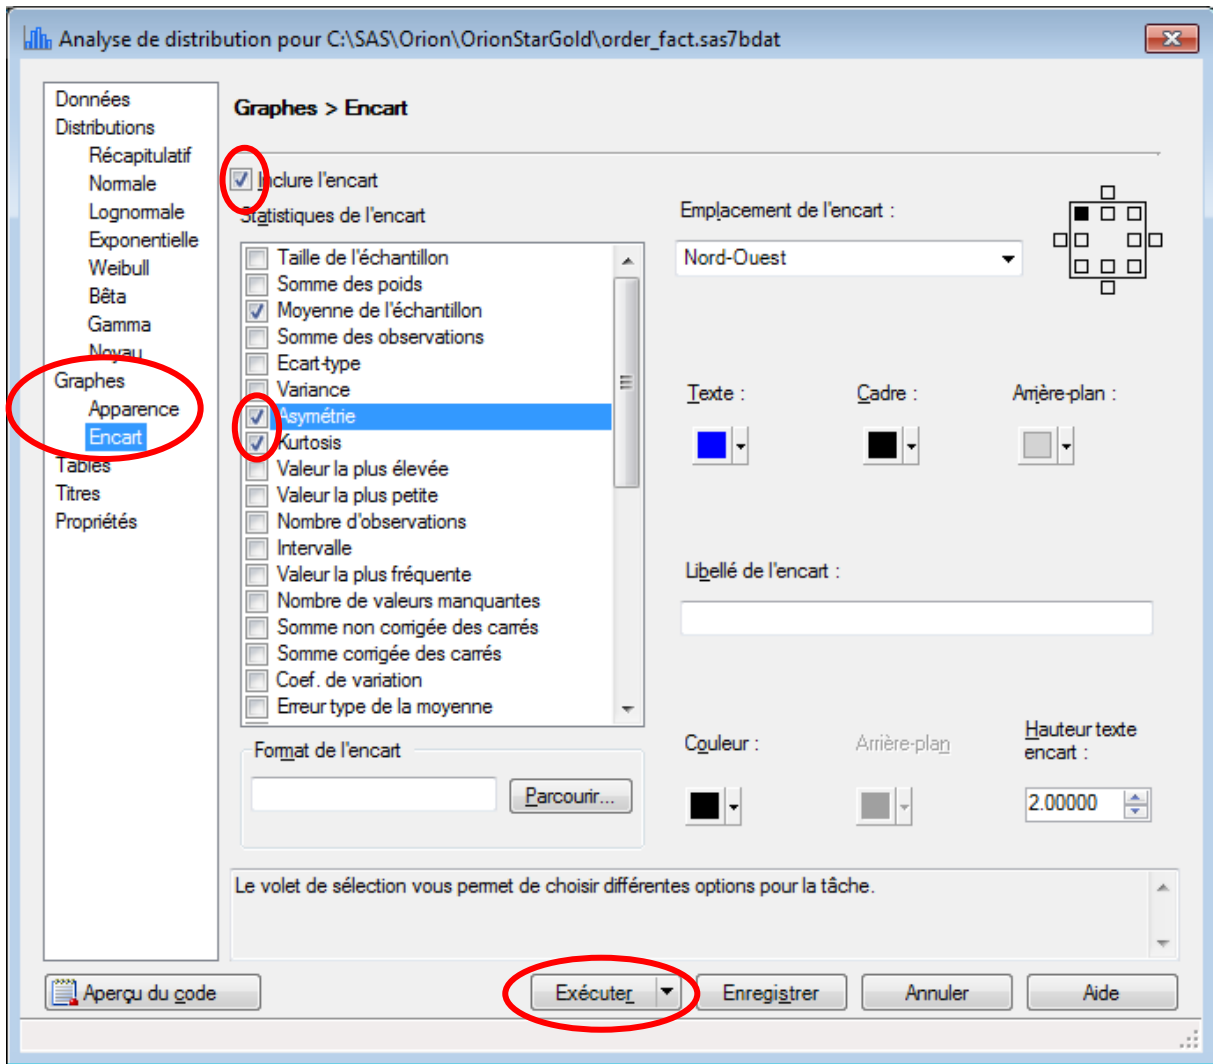 Analyse de distribution pour C:\SAS\Orion\OrionStarGold\order_fact.sas7bdat
Données
Distributions
Récapitulatif
Normale
Lognormale
Exponentielle
Weibull
Bêta
Gamma
Noyau
Graphes
Apparence
Encart
Tables
Titres
Propriétés
Graphes > Encart
Inclure l'encart
Statistiques de l'encart
Taille de l'échantillon
Somme des poids
Moyenne de l'échantillon
Somme des observations
Ecart-type
Variance
Asymétrie
Kurtosis
Valeur la plus élevée
Valeur la plus petite
Nombre d'observations
Intervalle
Valeur la plus fréquente
Nombre de valeurs manquantes
Somme non corrigée des carrés
Somme corrigée des carrés
Coef. de variation
Erreur type de la moyenne
Format de l'encart
Parcourir...
Emplacement de l'encart :
Nord-Ouest
Texte :
Cadre :
Arrière-plan :
Libellé de l'encart :
Couleur :
Arrière-plan
Hauteur texte
encart :
2.00000
Le volet de sélection vous permet de choisir différentes options pour la tâche.
Aperçu du code
Exécuter
Enregistrer
Annuler
Aide